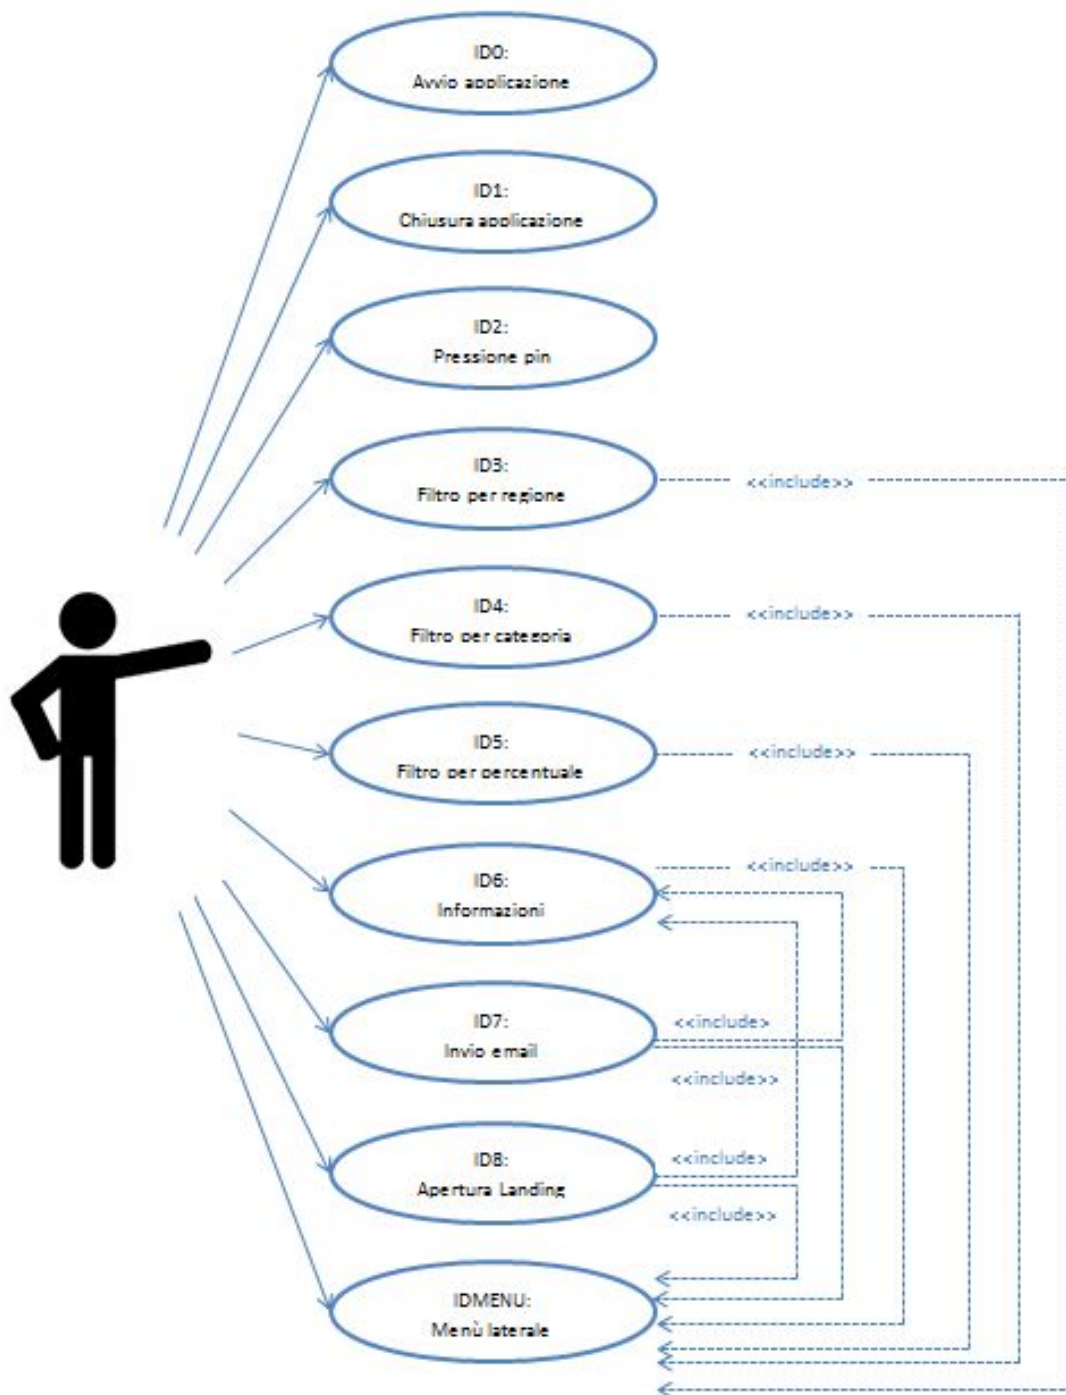 ID0:
Avvio applicazione
ID1:
Chiusura applicazione
ID2:
Pressione pin
ID3:
Filtro per regione
<<include>>
ID4:
Filtro per categoria
<<include>>
ID5:
Filtro per percentuale
<<include>>
ID6:
Informazioni
<<include>>
ID7:
Invio email
<<include>
<<include>>
ID8:
Apertura Landing
<<include>
<<include>>
IDMENU:
Menù laterale